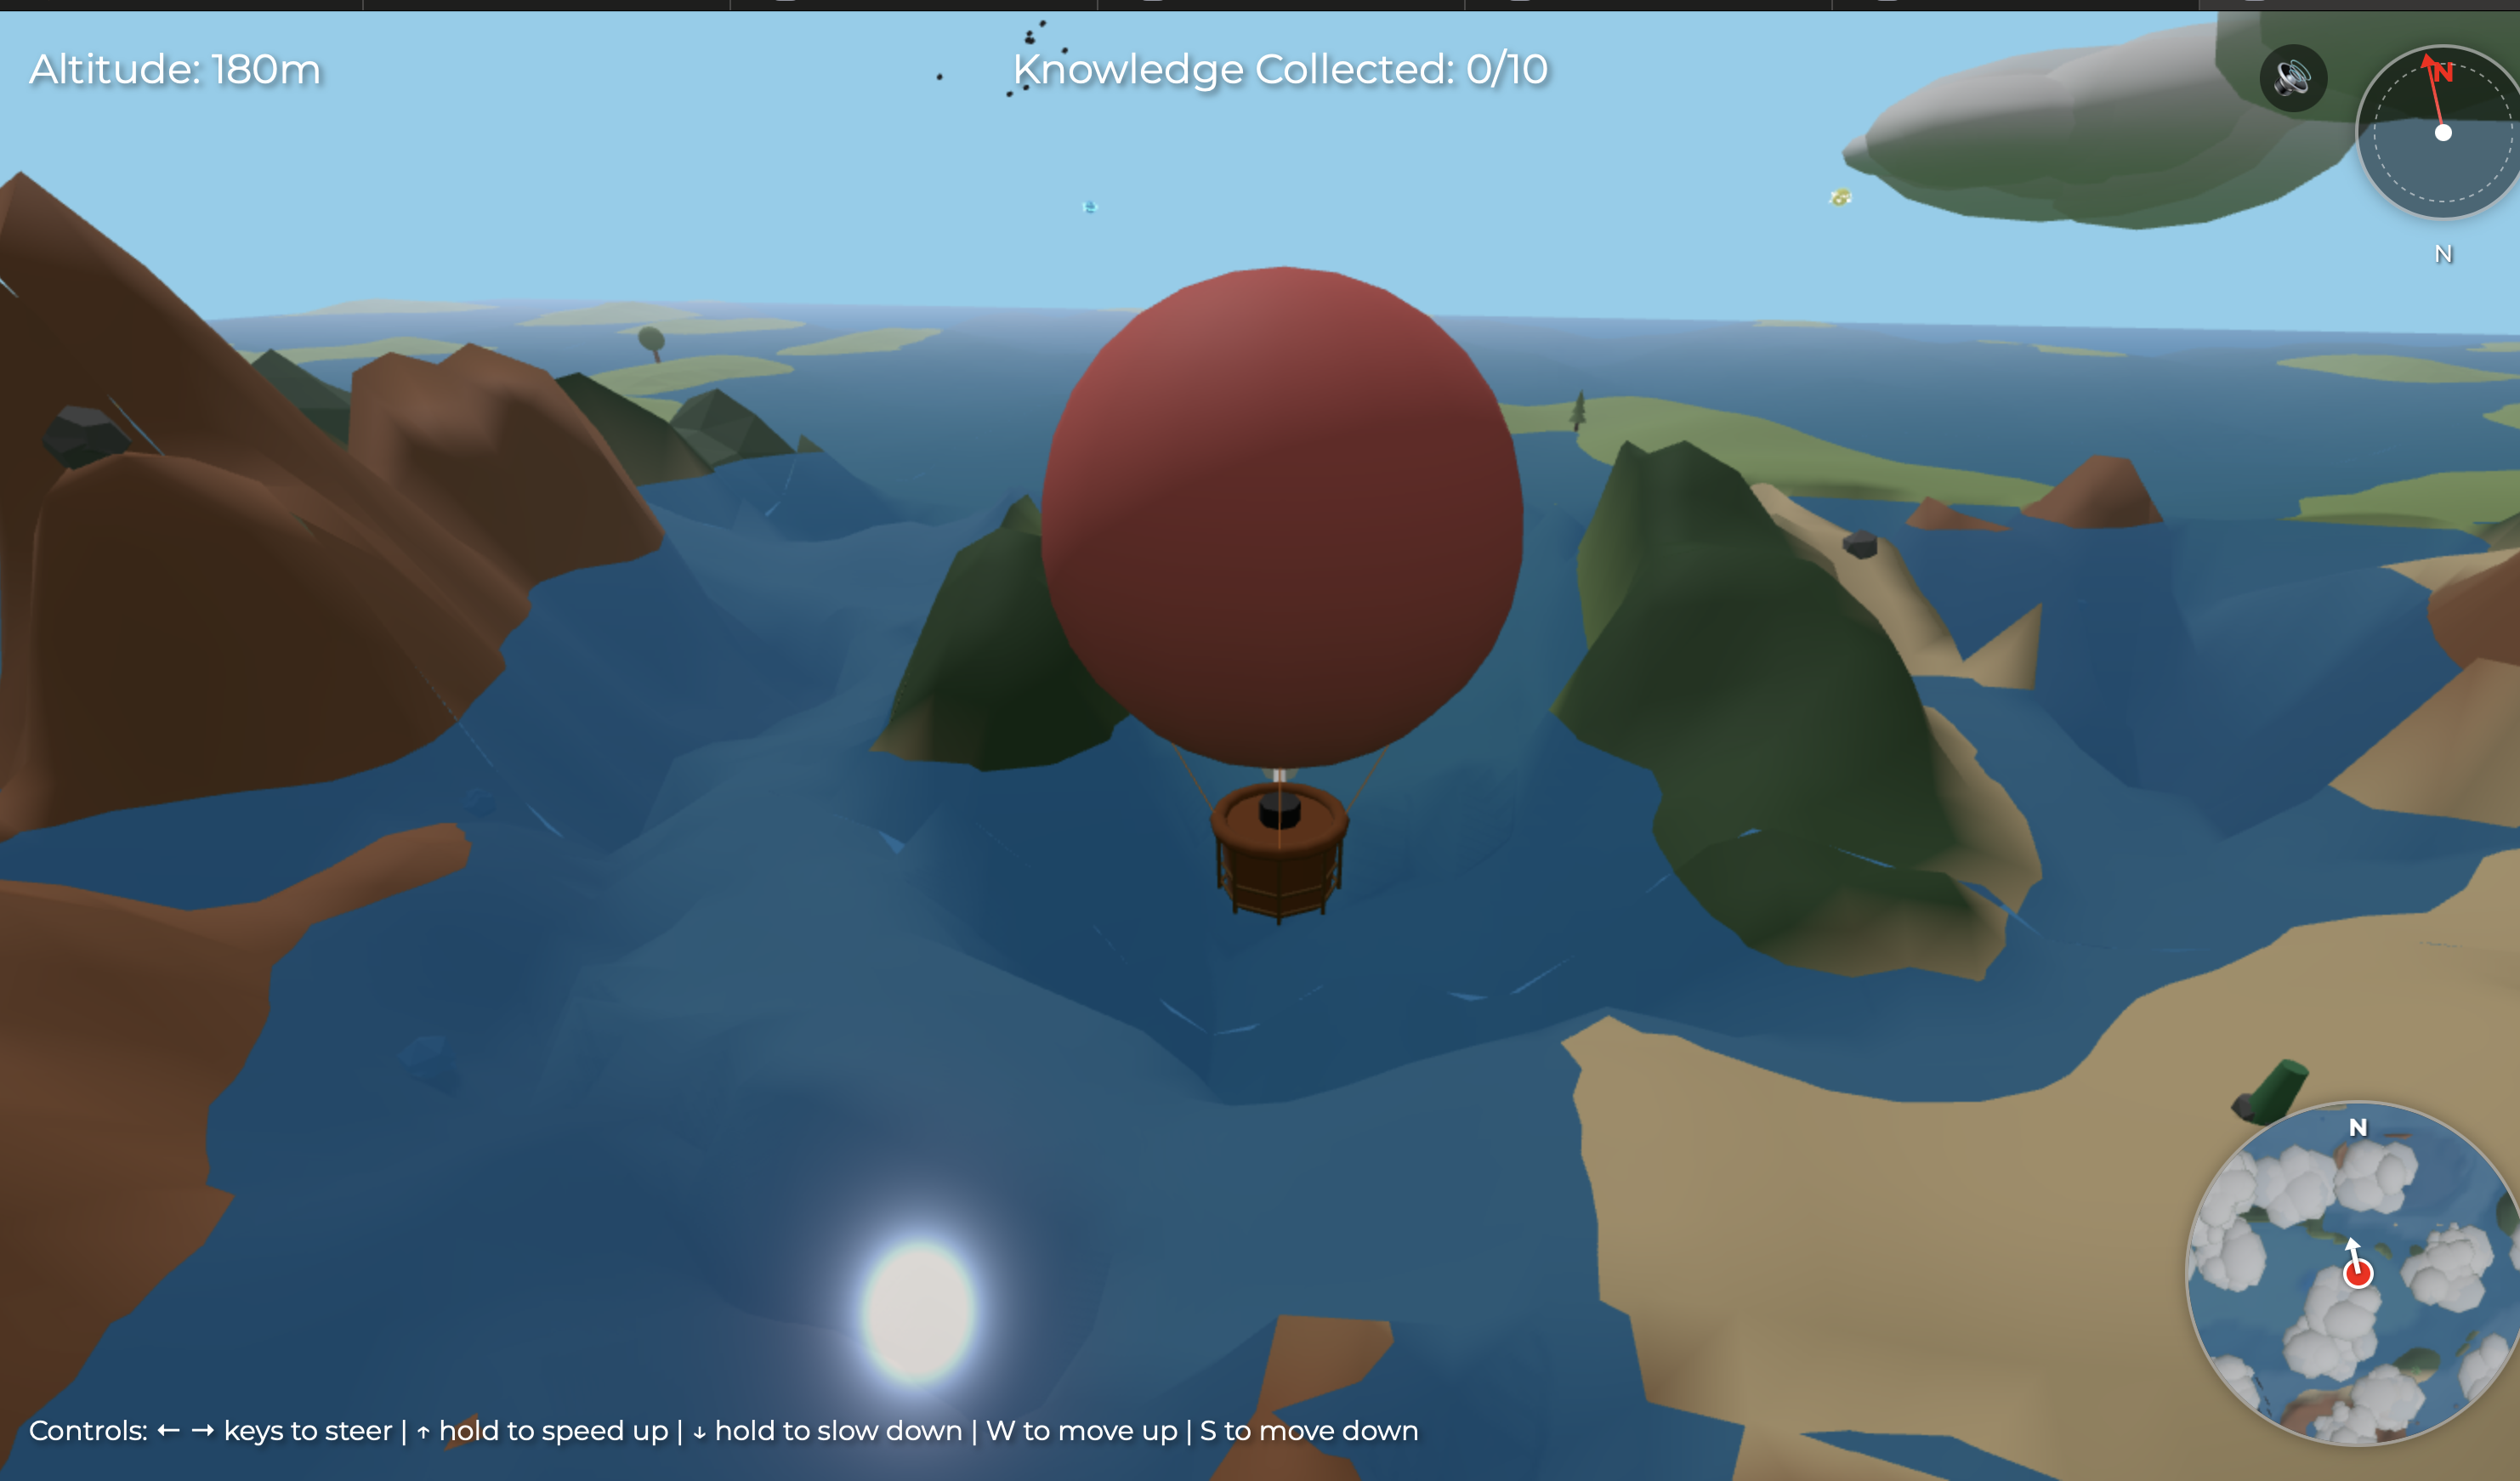 Altitude: 180m
Knowledge Collected: 0/10
N
N
N
Controls: ← → keys to steer | ↑ hold to speed up | ↓ hold to slow down | W to move up | S to move down